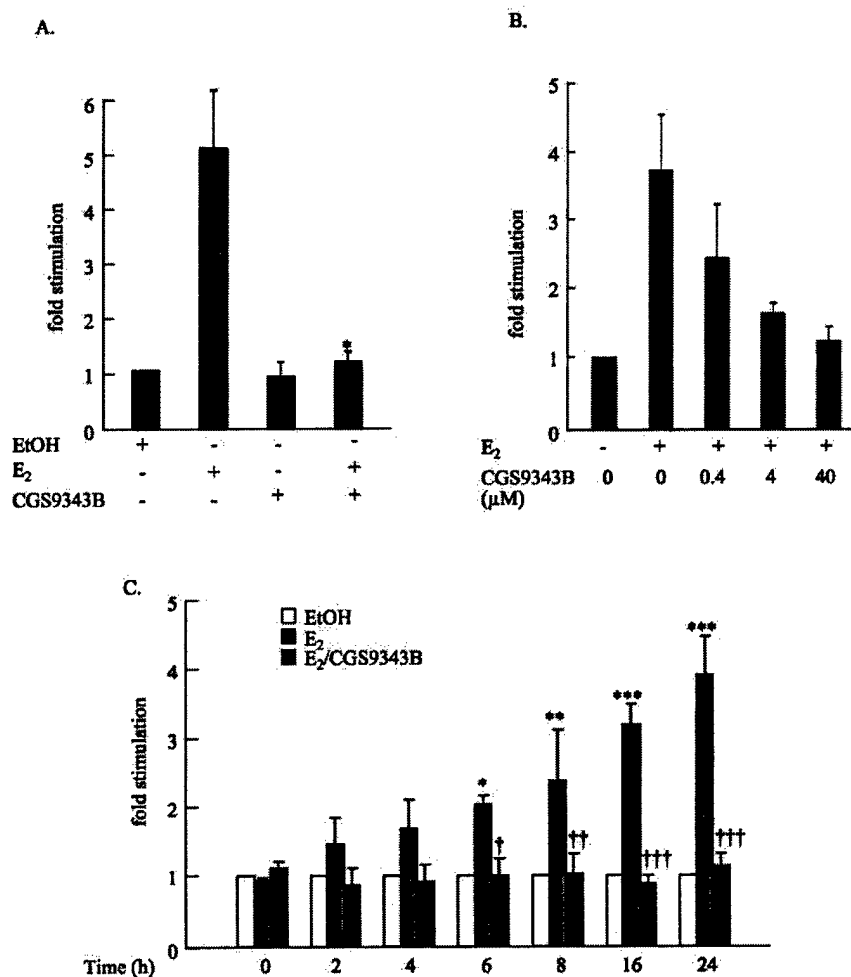 A.
6
5
4
3
2
1
0
fold stimulation
*
EtOH + - - -
E2 - + - +
CGS9343B - - + +
B.
5
4
3
2
1
0
fold stimulation
E2 - + + + +
CGS9343B 0 0 0.4 4 40
(μM)
C.
5
4
3
2
1
0
fold stimulation
EtOH
E2
E2/CGS9343B
* ** *** ***
† †† ††† †††
Time (h) 0 2 4 6 8 16 24